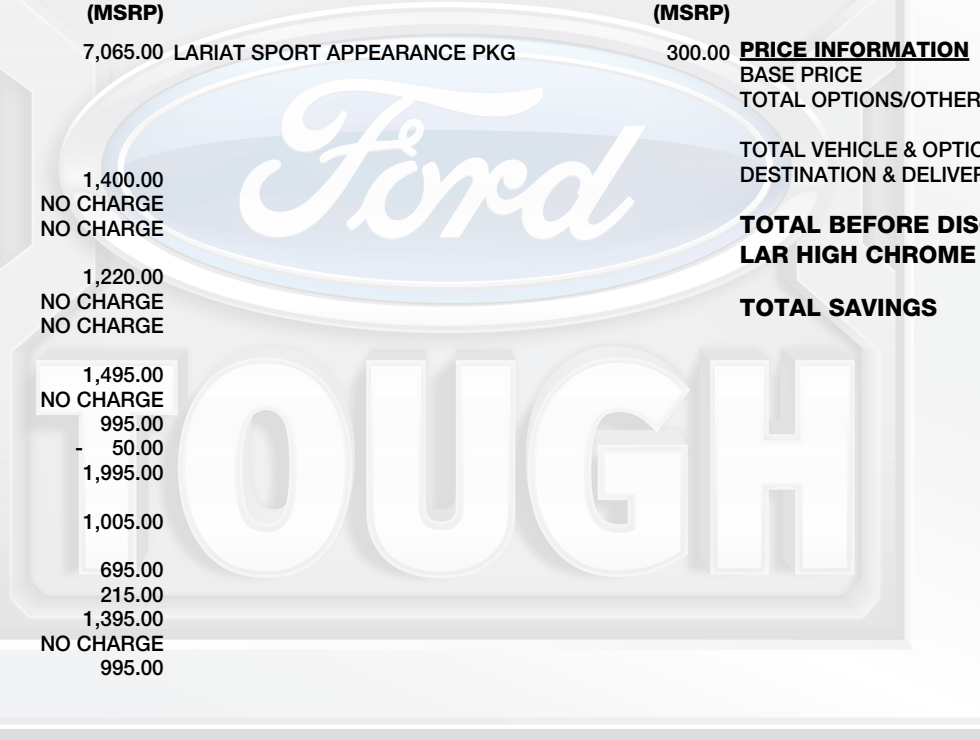 (MSRP) (MSRP)
7,065.00 LARIAT SPORT APPEARANCE PKG 300.00 PRICE INFORMATION
BASE PRICE
TOTAL OPTIONS/OTHER
TOTAL VEHICLE & OPTIO
1,400.00 DESTINATION & DELIVER
NO CHARGE
NO CHARGE TOTAL BEFORE DIS
LAR HIGH CHROME
1,220.00
NO CHARGE TOTAL SAVINGS
NO CHARGE
1,495.00
NO CHARGE
995.00
- 50.00
1,995.00
1,005.00
695.00
215.00
1,395.00
NO CHARGE
995.00
Ford
TOUGH